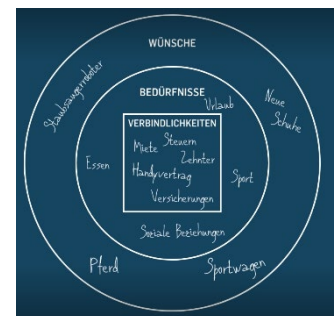 WÜNSCHE
Staubsaugerroboter
Neue
Schuhe
BEDÜRFNISSE
Urlaub
VERBINDLICHKEITEN
Steuern
Miete
Zehnter
Handyvertrag
Versicherungen
Essen
Sport
Soziale Beziehungen
Pferd
Sportwagen